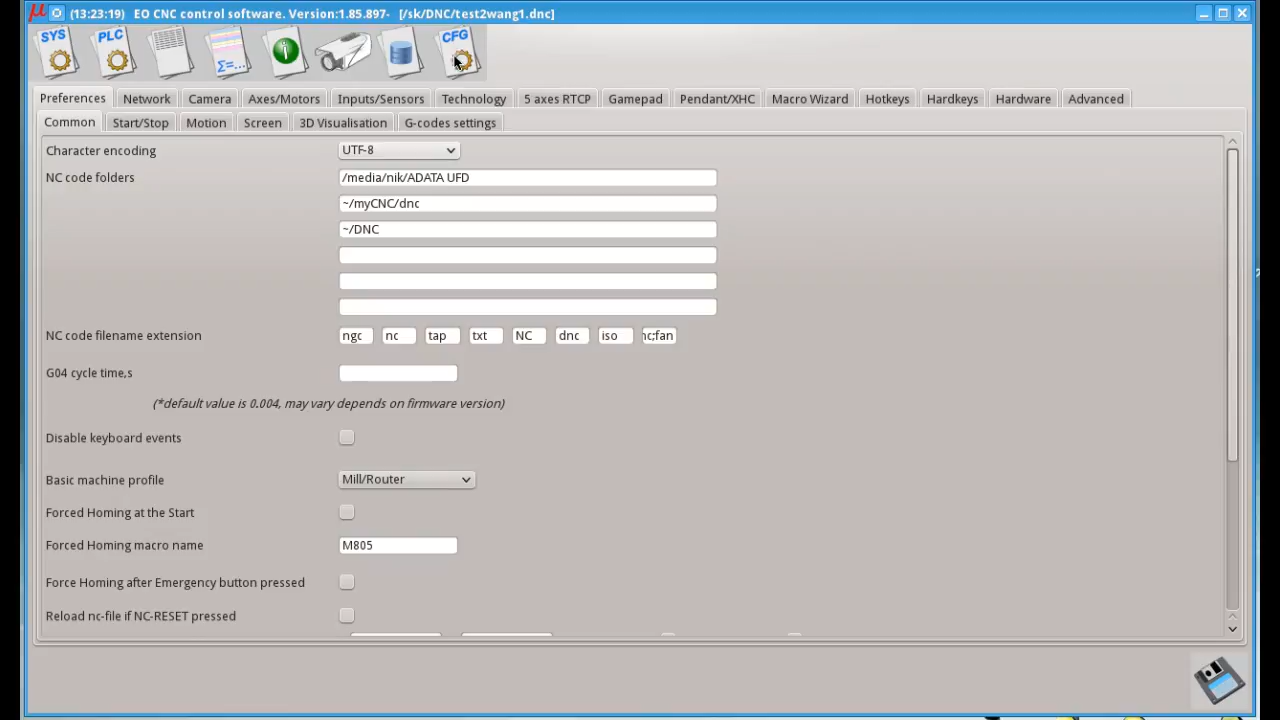 (13:23:19) EO CNC control software. Version:1.85.897- [/sk/DNC/test2wang1.dnc]
SYS PLC Σ=... CFG
Preferences Network Camera Axes/Motors Inputs/Sensors Technology 5 axes RTCP Gamepad Pendant/XHC Macro Wizard Hotkeys Hardkeys Hardware Advanced
Common Start/Stop Motion Screen 3D Visualisation G-codes settings
Character encoding UTF-8
NC code folders /media/nik/ADATA UFD
~/myCNC/dnc
~/DNC
NC code filename extension ngc nc tap txt NC dnc iso nc;fan
G04 cycle time,s
(*default value is 0.004, may vary depends on firmware version)
Disable keyboard events
Basic machine profile Mill/Router
Forced Homing at the Start
Forced Homing macro name M805
Force Homing after Emergency button pressed
Reload nc-file if NC-RESET pressed